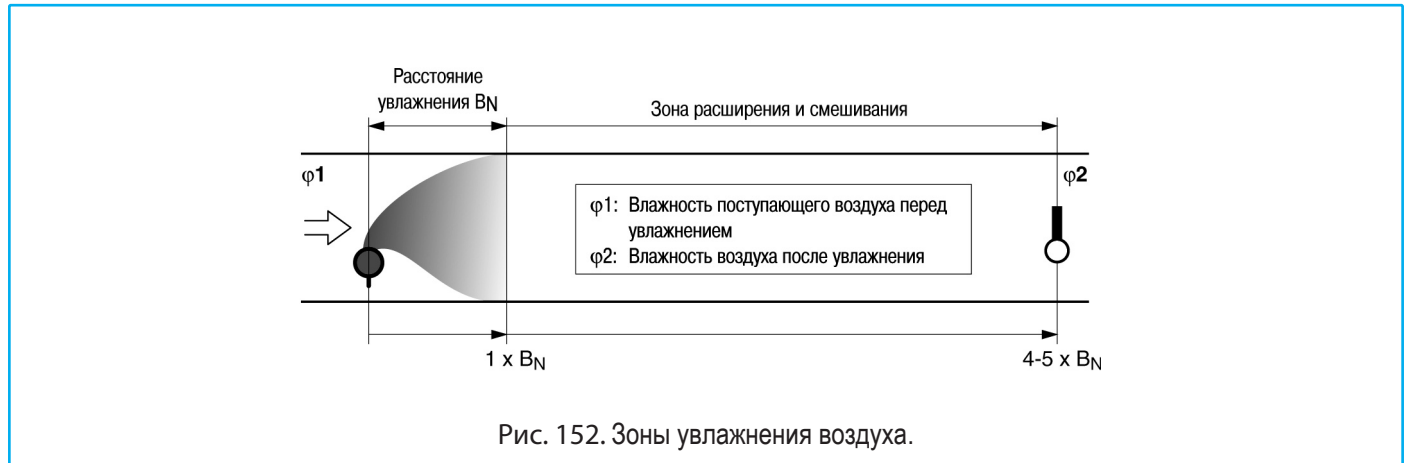 Расстояние
увлажнения BN
Зона расширения и смешивания
φ1
φ2
φ1: Влажность поступающего воздуха перед
увлажнением
φ2: Влажность воздуха после увлажнения
1 x BN
4-5 x BN
Рис. 152. Зоны увлажнения воздуха.